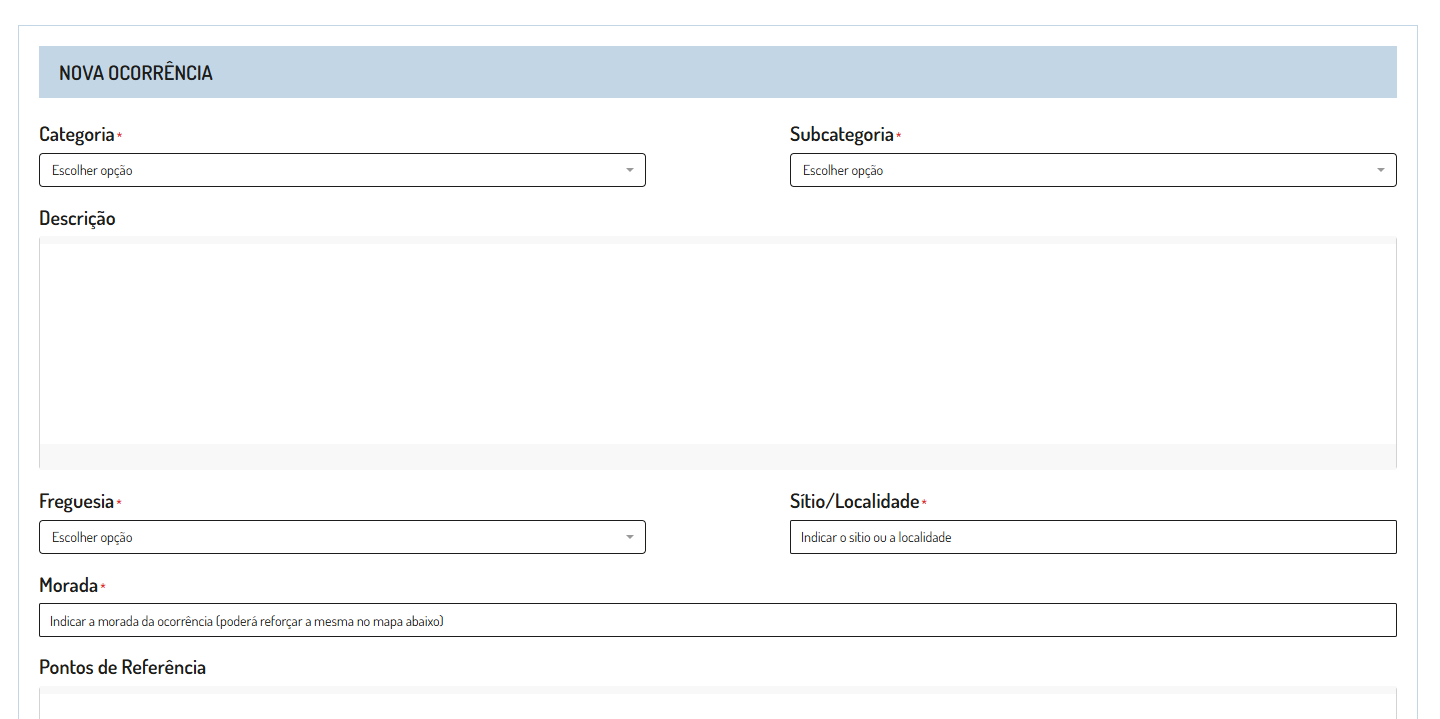 NOVA OCORRÊNCIA
Categoria *
Subcategoria *
Escolher opção
Escolher opção
Descrição
Freguesia *
Sítio/Localidade *
Escolher opção
Indicar o sitio ou a localidade
Morada *
Indicar a morada da ocorrência (poderá reforçar a mesma no mapa abaixo)
Pontos de Referência